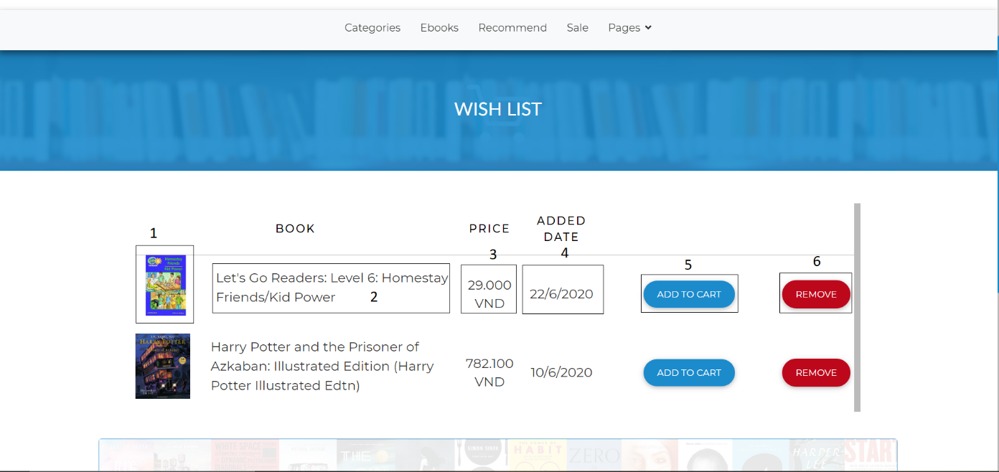 Categories Ebooks Recommend Sale Pages
WISH LIST
1
BOOK
PRICE
ADDED
DATE
3
4
5
6
Homestay
Friends
Kid Power
Let's Go Readers: Level 6: Homestay
Friends/Kid Power
2
29.000
VND
22/6/2020
ADD TO CART
REMOVE
HARRY POTTER
Harry Potter and the Prisoner of
Azkaban: Illustrated Edition (Harry
Potter Illustrated Edtn)
782.100
VND
10/6/2020
ADD TO CART
REMOVE
WHITE SPACE
THE
SIMON SINEK
HABIT
ZERO
HARPER
LEE
START